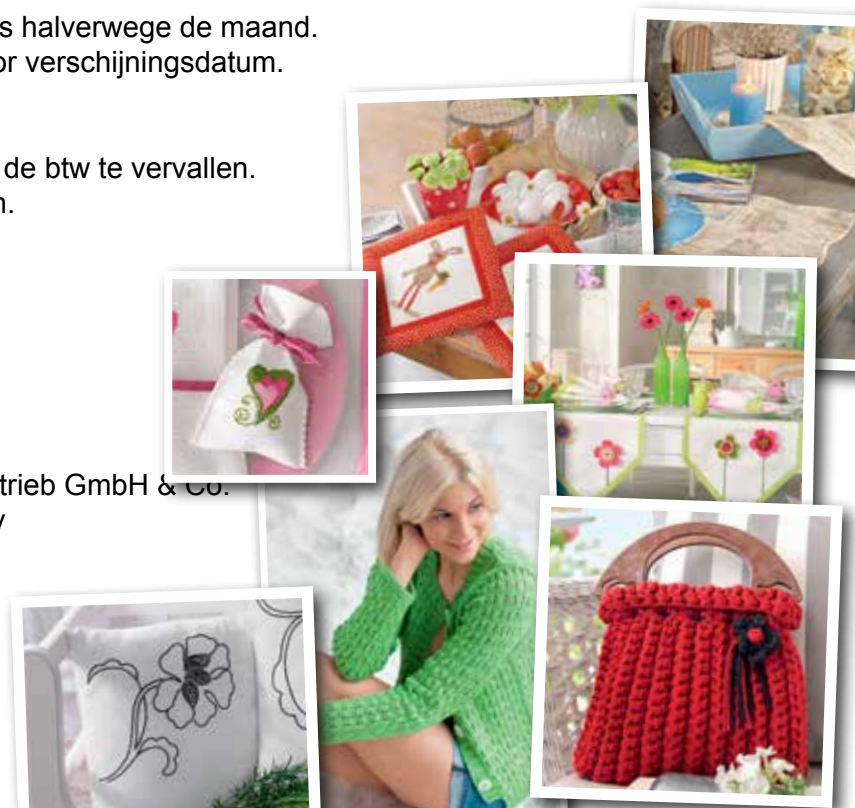 s halverwege de maand.
or verschijningsdatum.
de btw te vervallen.
n.
trieb GmbH & Co.